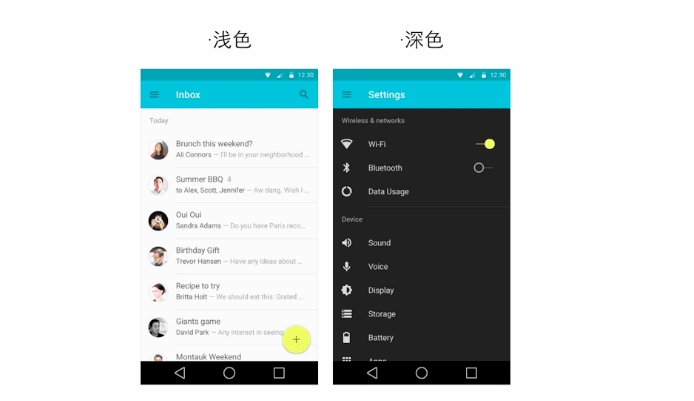 ·浅色
·深色
12:30
Inbox
Today
Brunch this weekend?
Ali Connors — I'll be in your neighborhood ...
Summer BBQ 4
to Alex, Scott, Jennifer — Aw dang. Wish I ...
Oui Oui
Sandra Adams — Do you have Paris reco...
Birthday Gift
Trevor Hansen — Have any ideas about ...
Recipe to try
Britta Holt — We should eat this: Grated ...
Giants game
David Park — Any interest in seeing
Montauk Weekend
12:30
Settings
Wireless & networks
Wi-Fi
Bluetooth
Data Usage
Device
Sound
Voice
Display
Storage
Battery
Apps